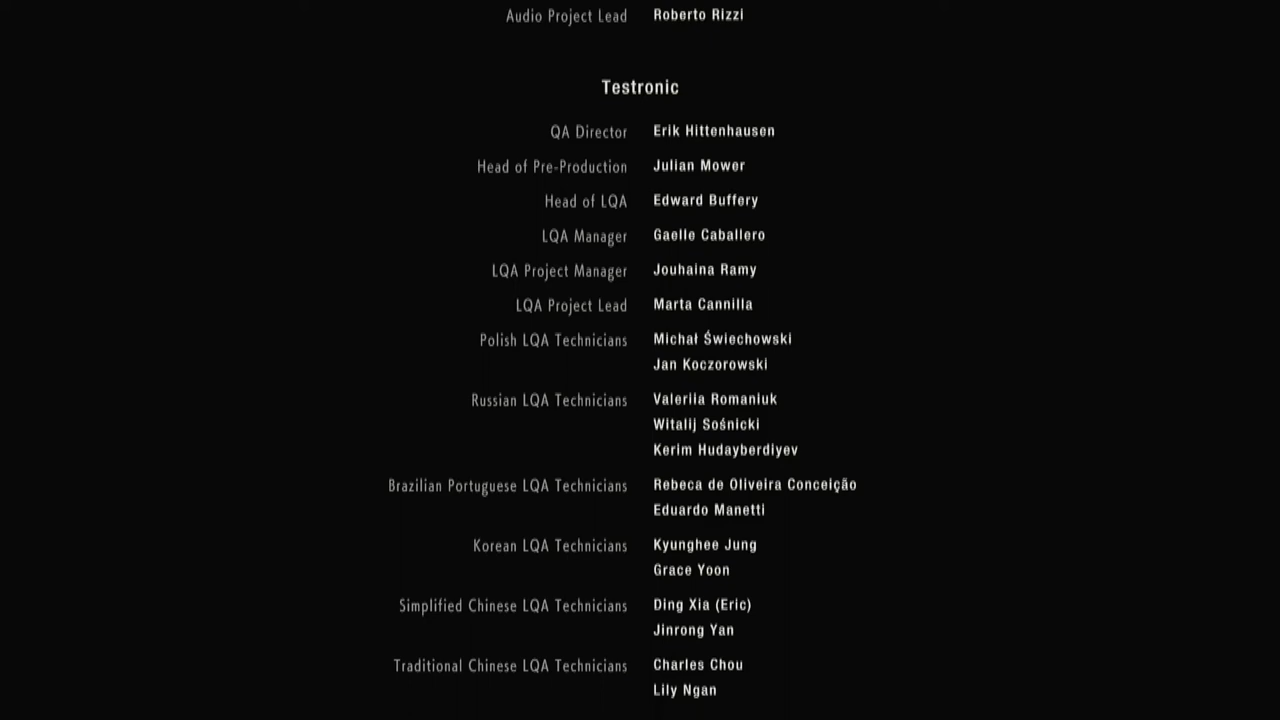 Audio Project Lead Roberto Rizzi
Testronic
QA Director Erik Hittenhausen
Head of Pre-Production Julian Mower
Head of LQA Edward Buffery
LQA Manager Gaelle Caballero
LQA Project Manager Jouhaina Ramy
LQA Project Lead Marta Cannilla
Polish LQA Technicians Michał Świechowski
Jan Koczorowski
Russian LQA Technicians Valeriia Romaniuk
Witalij Sośnicki
Kerim Hudayberdiyev
Brazilian Portuguese LQA Technicians Rebeca de Oliveira Conceição
Eduardo Manetti
Korean LQA Technicians Kyunghee Jung
Grace Yoon
Simplified Chinese LQA Technicians Ding Xia (Eric)
Jinrong Yan
Traditional Chinese LQA Technicians Charles Chou
Lily Ngan